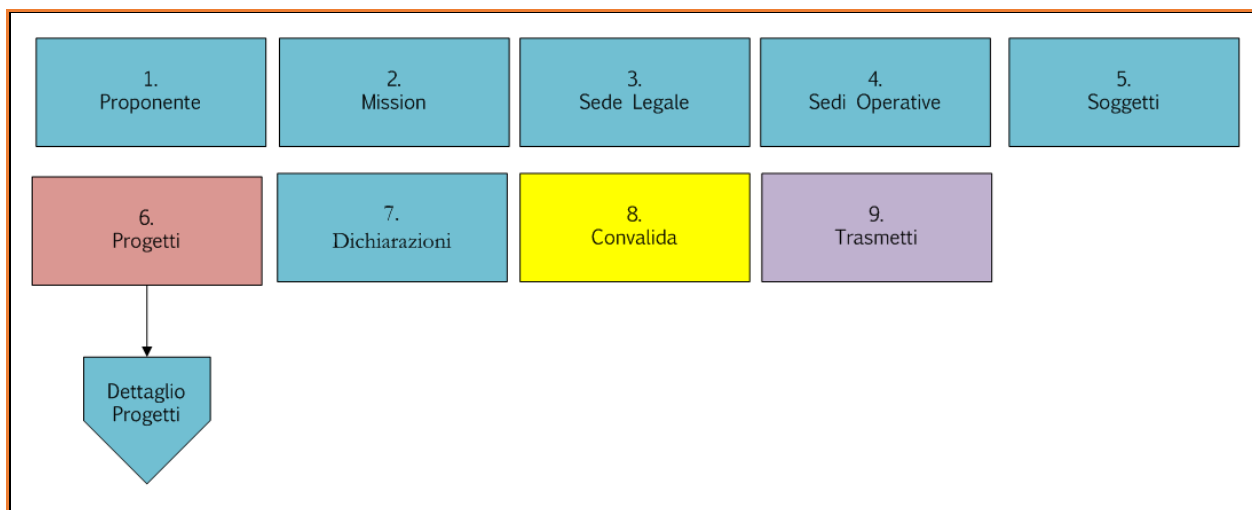 1.
Proponente
2.
Mission
3.
Sede Legale
4.
Sedi Operative
5.
Soggetti
6.
Progetti
7.
Dichiarazioni
8.
Convalida
9.
Trasmetti
Dettaglio
Progetti